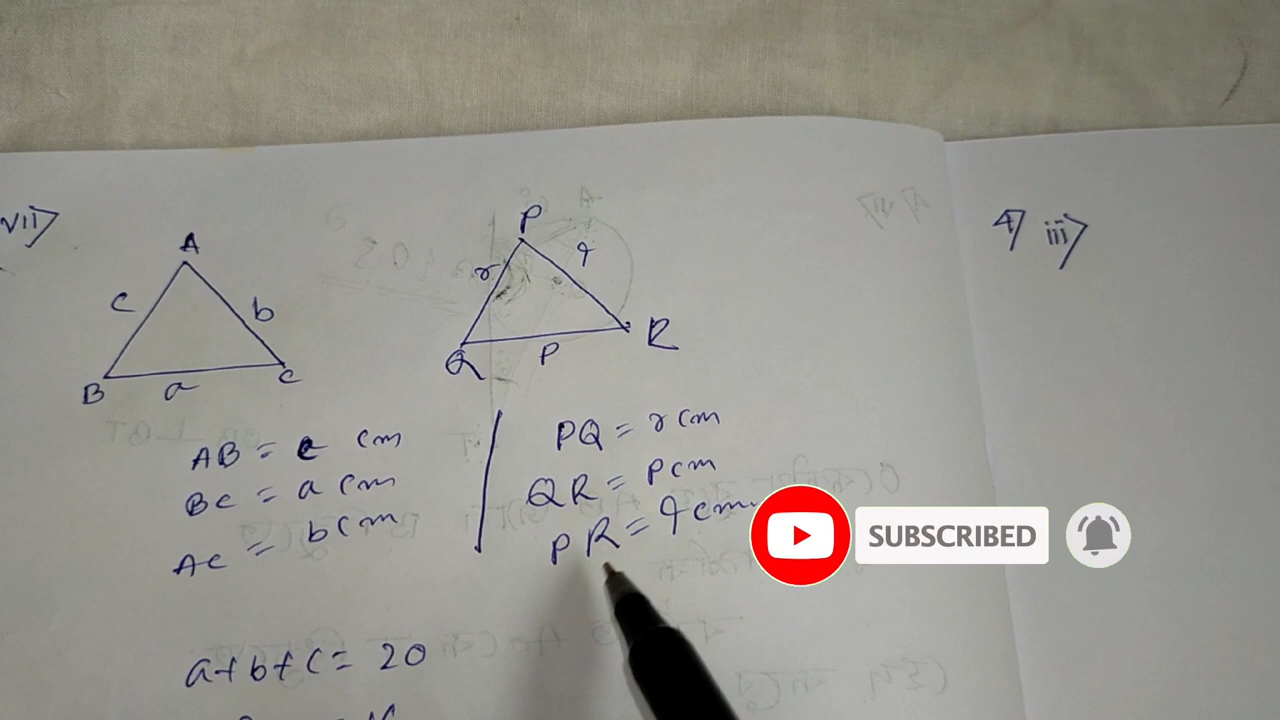 vii)
A
c
b
B
a
C
P
r
q
Q
p
R
4) iii)
AB = c cm
BC = a cm
AC = b cm
PQ = r cm
QR = p cm
PR = q cm
SUBSCRIBED
a+b+c = 20